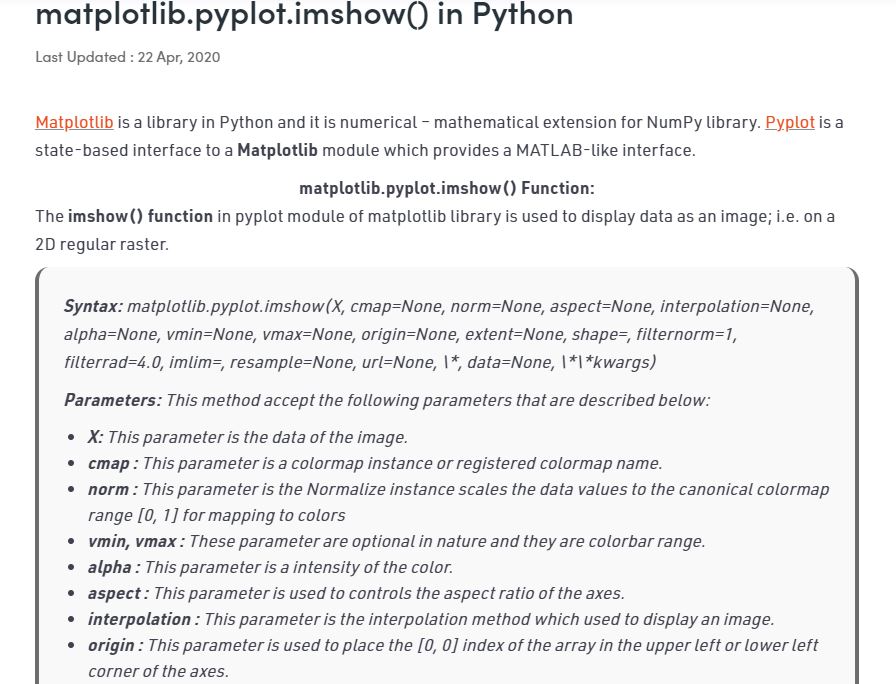 matplotlib.pyplot.imshow() in Python
Last Updated : 22 Apr, 2020
Matplotlib is a library in Python and it is numerical – mathematical extension for NumPy library. Pyplot is a
state-based interface to a Matplotlib module which provides a MATLAB-like interface.
matplotlib.pyplot.imshow() Function:
The imshow() function in pyplot module of matplotlib library is used to display data as an image; i.e. on a
2D regular raster.
Syntax: matplotlib.pyplot.imshow(X, cmap=None, norm=None, aspect=None, interpolation=None,
alpha=None, vmin=None, vmax=None, origin=None, extent=None, shape=, filternorm=1,
filterrad=4.0, imlim=, resample=None, url=None, \*, data=None, \*\*kwargs)
Parameters: This method accept the following parameters that are described below:
• X: This parameter is the data of the image.
• cmap : This parameter is a colormap instance or registered colormap name.
• norm : This parameter is the Normalize instance scales the data values to the canonical colormap
range [0, 1] for mapping to colors
• vmin, vmax : These parameter are optional in nature and they are colorbar range.
• alpha : This parameter is a intensity of the color.
• aspect : This parameter is used to controls the aspect ratio of the axes.
• interpolation : This parameter is the interpolation method which used to display an image.
• origin : This parameter is used to place the [0, 0] index of the array in the upper left or lower left
corner of the axes.